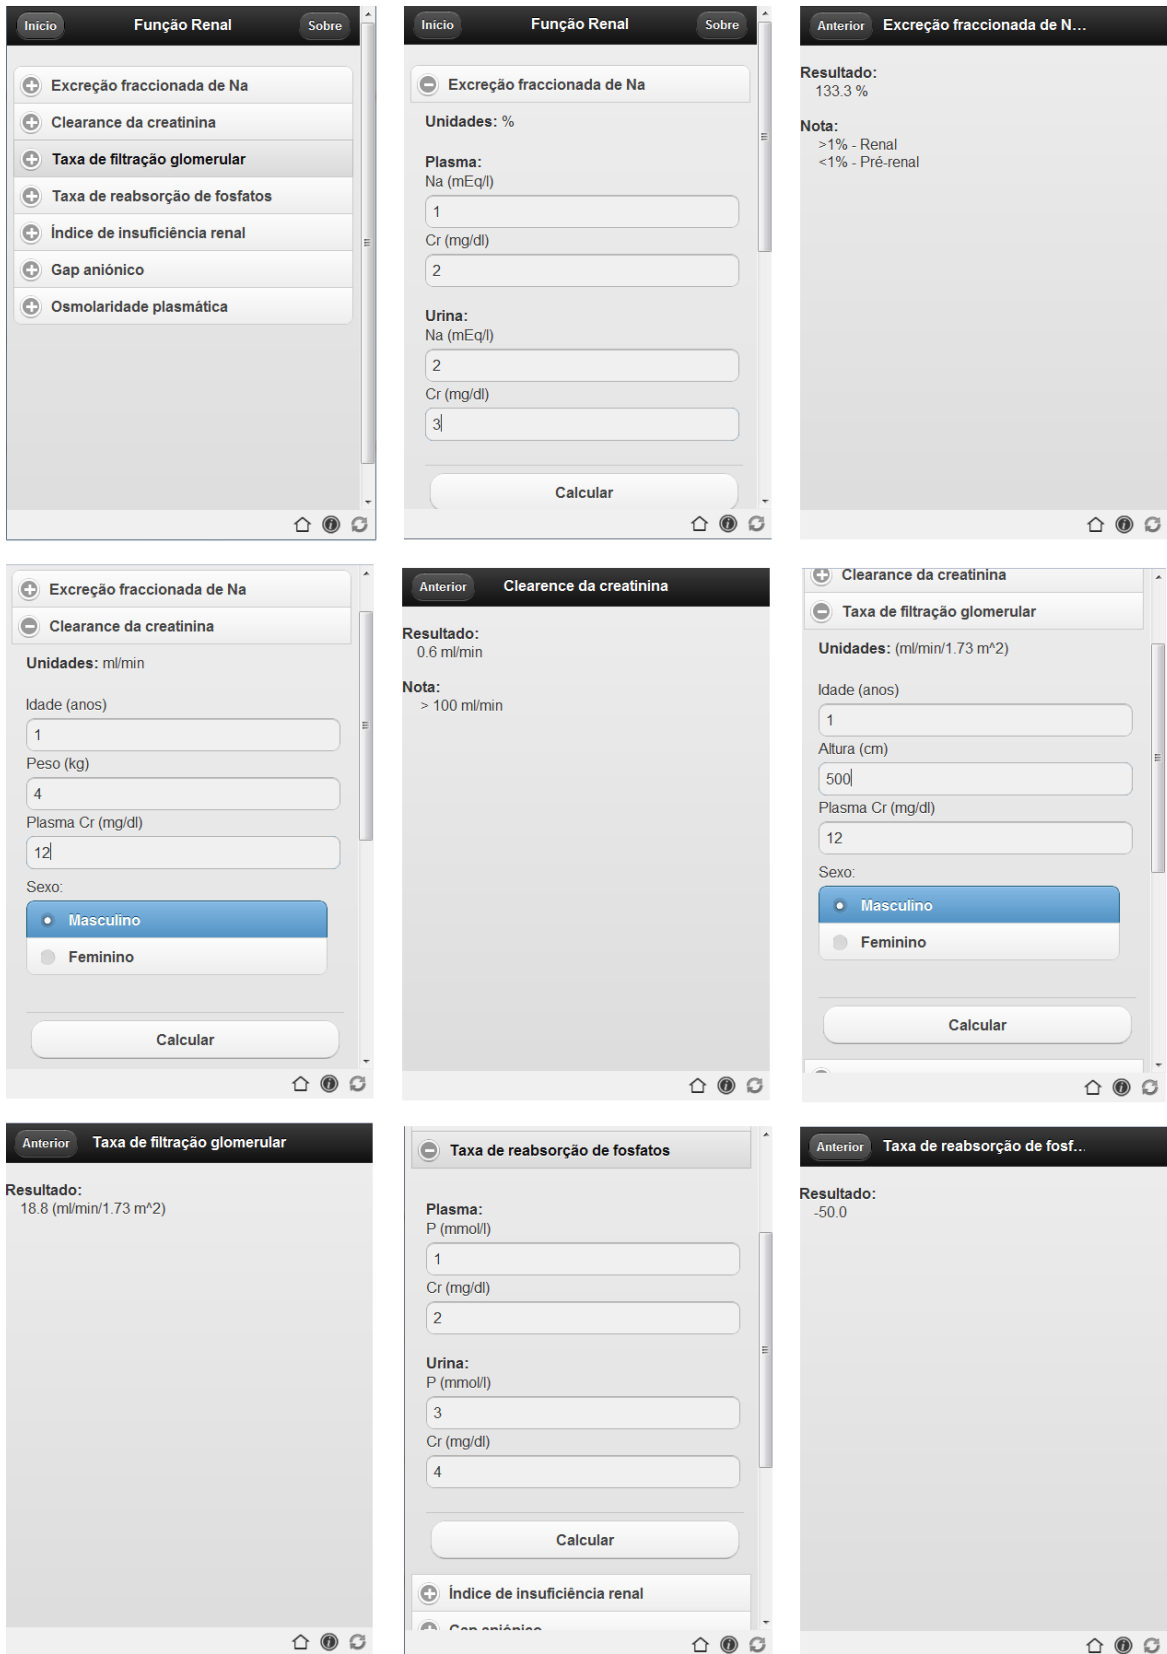 Início
Função Renal
Sobre
Excreção fraccionada de Na
Clearance da creatinina
Taxa de filtração glomerular
Taxa de reabsorção de fosfatos
Índice de insuficiência renal
Gap aniónico
Osmolaridade plasmática
Início
Função Renal
Sobre
Excreção fraccionada de Na
Unidades: %
Plasma:
Na (mEq/l)
1
Cr (mg/dl)
2
Urina:
Na (mEq/l)
2
Cr (mg/dl)
3
Calcular
Anterior
Excreção fraccionada de N...
Resultado:
133.3 %
Nota:
>1% - Renal
<1% - Pré-renal
Excreção fraccionada de Na
Clearance da creatinina
Unidades: ml/min
Idade (anos)
1
Peso (kg)
4
Plasma Cr (mg/dl)
12
Sexo:
Masculino
Feminino
Calcular
Anterior
Clearence da creatinina
Resultado:
0.6 ml/min
Nota:
> 100 ml/min
Clearance da creatinina
Taxa de filtração glomerular
Unidades: (ml/min/1.73 m^2)
Idade (anos)
1
Altura (cm)
500
Plasma Cr (mg/dl)
12
Sexo:
Masculino
Feminino
Calcular
Anterior
Taxa de filtração glomerular
Resultado:
18.8 (ml/min/1.73 m^2)
Taxa de reabsorção de fosfatos
Plasma:
P (mmol/l)
1
Cr (mg/dl)
2
Urina:
P (mmol/l)
3
Cr (mg/dl)
4
Calcular
Índice de insuficiência renal
Gap aniónico
Anterior
Taxa de reabsorção de fosf...
Resultado:
-50.0